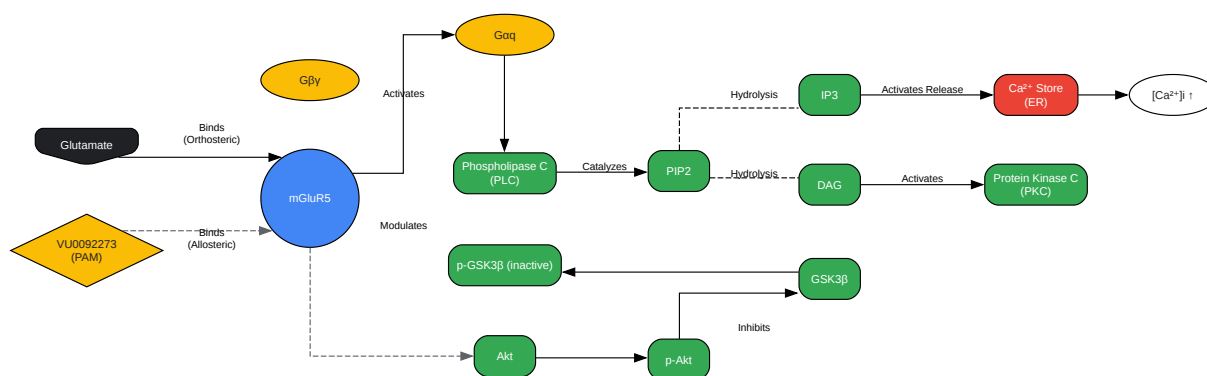 Gαq
Gβγ
Activates
Hydrolysis
IP3
Activates Release
Ca²⁺ Store
(ER)
[Ca²⁺]i ↑
Glutamate
Binds
(Orthosteric)
Phospholipase C
(PLC)
Catalyzes
PIP2
Hydrolysis
DAG
Activates
Protein Kinase C
(PKC)
mGluR5
VU0092273
(PAM)
Binds
(Allosteric)
Modulates
p-GSK3β (inactive)
GSK3β
Inhibits
Akt
p-Akt